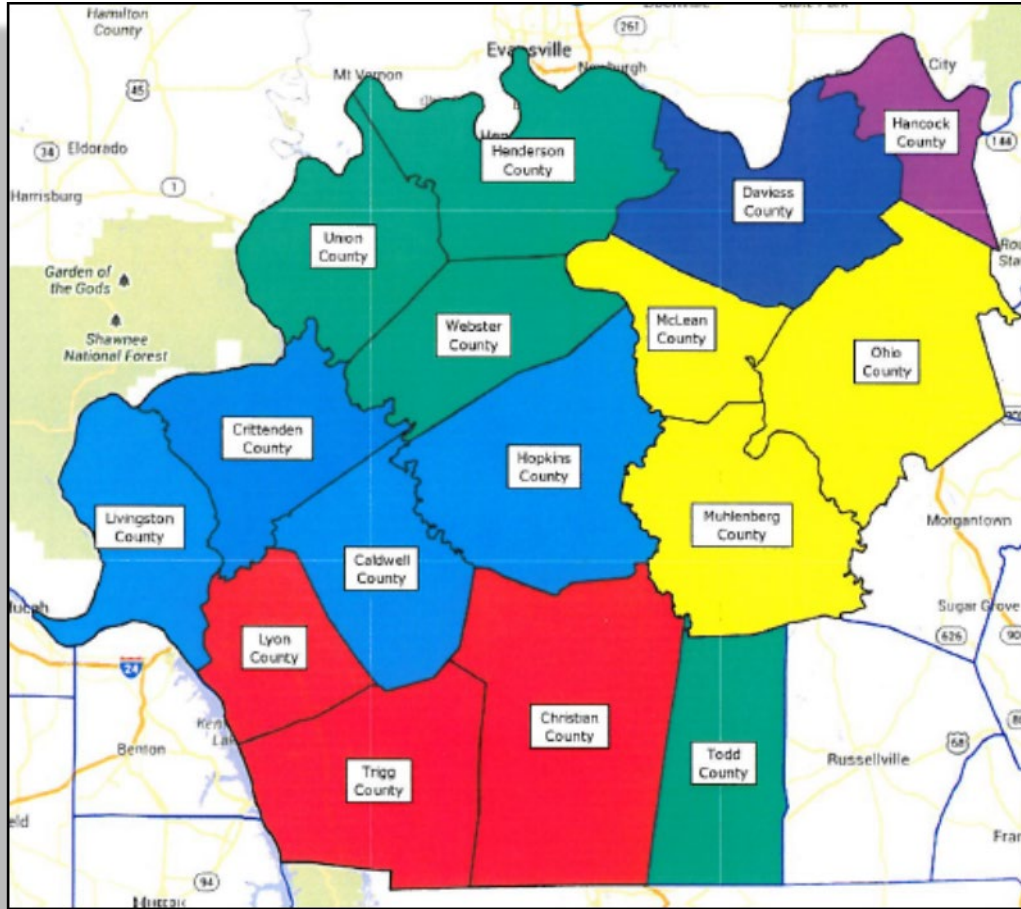 Hamilton
County
261
Evansville
Mt Vernon
45
City
34
Eldorado
1
Harrisburg
144
Hancock
County
Henderson
County
Daviess
County
Union
County
Garden of
the Gods
Shawnee
National Forest
Webster
County
McLean
County
Ohio
County
Crittenden
County
Hopkins
County
Livingston
County
Muhlenberg
County
Morgantown
Caldwell
County
Sugar Grove
626
Lyon
County
24
Christian
County
Benton
68
Russellville
Todd
County
Trigg
County
94